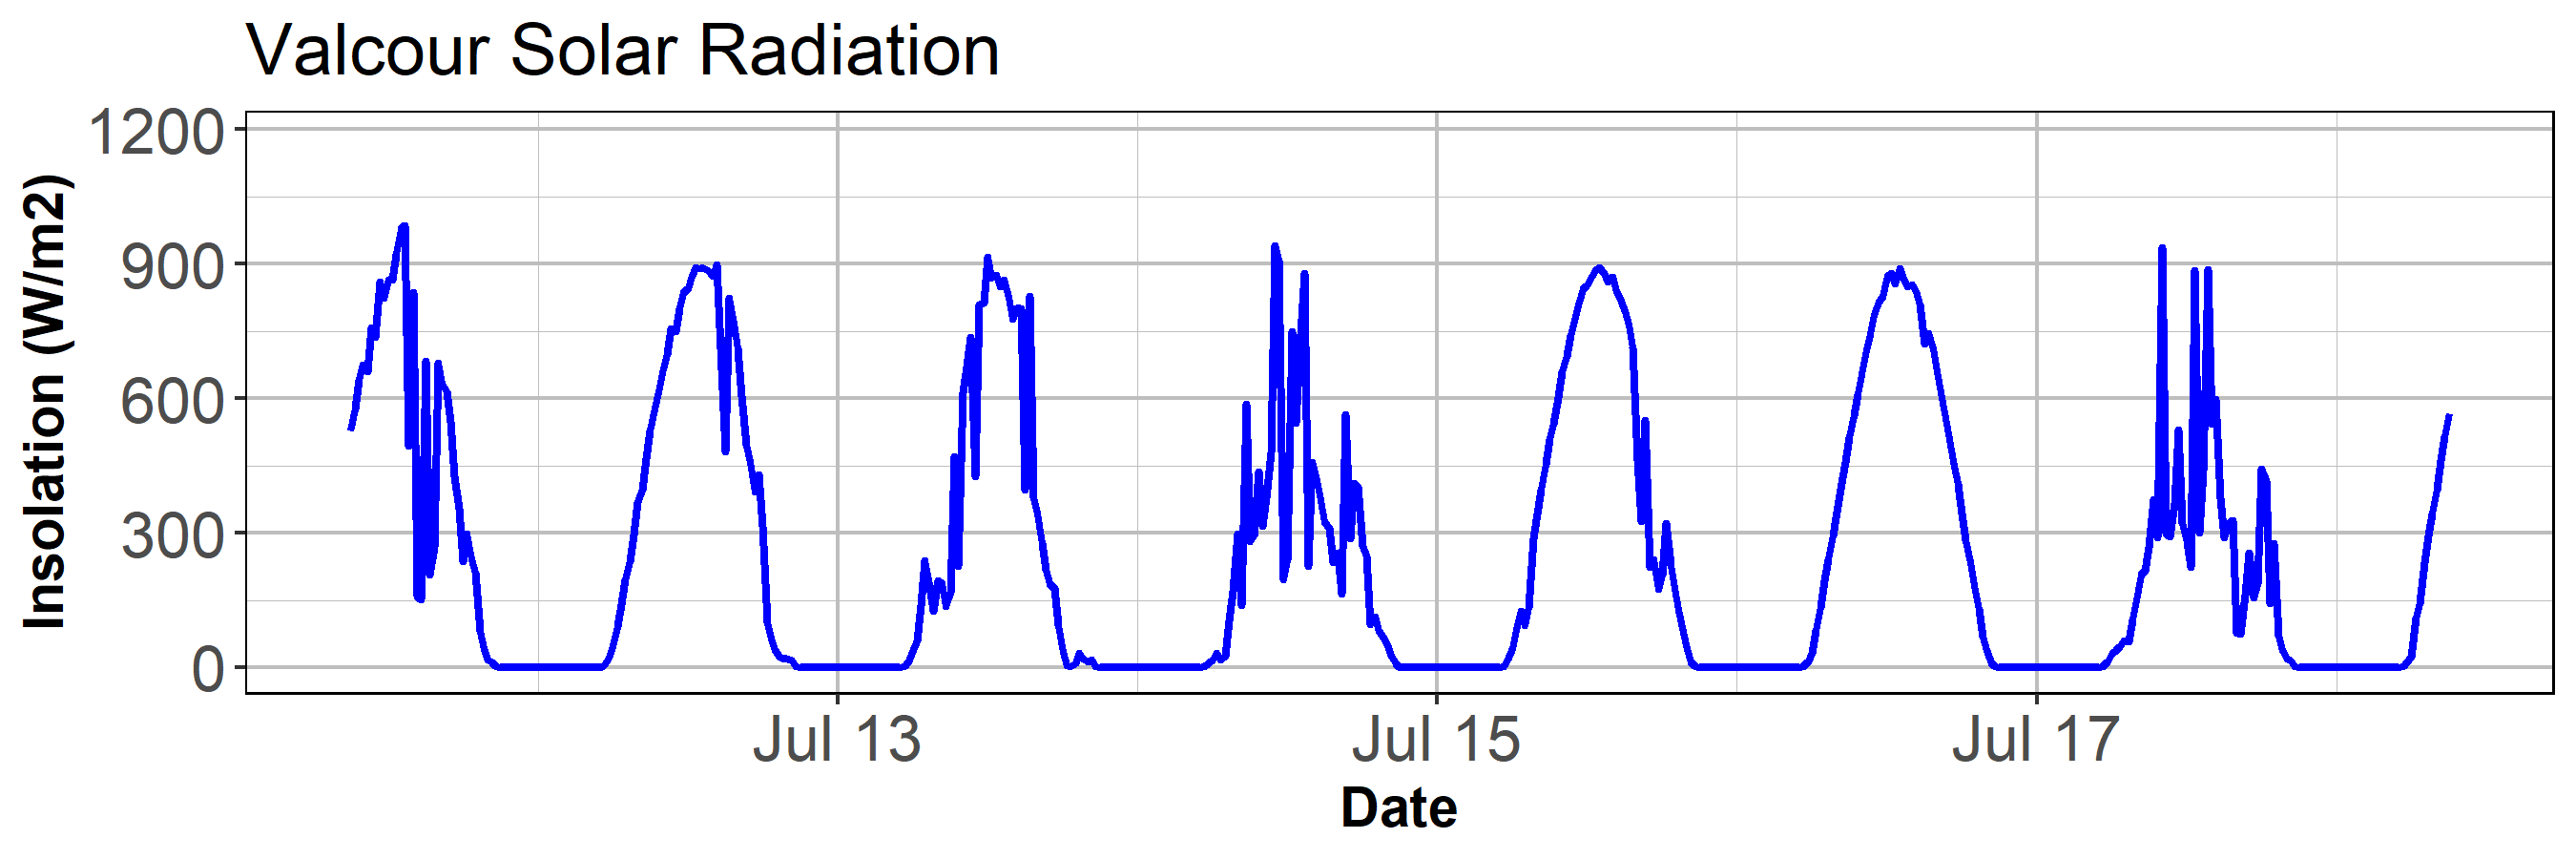 Valcour Solar Radiation
1200
900
600
300
0
Insolation (W/m2)
Jul 13 Jul 15 Jul 17
Date